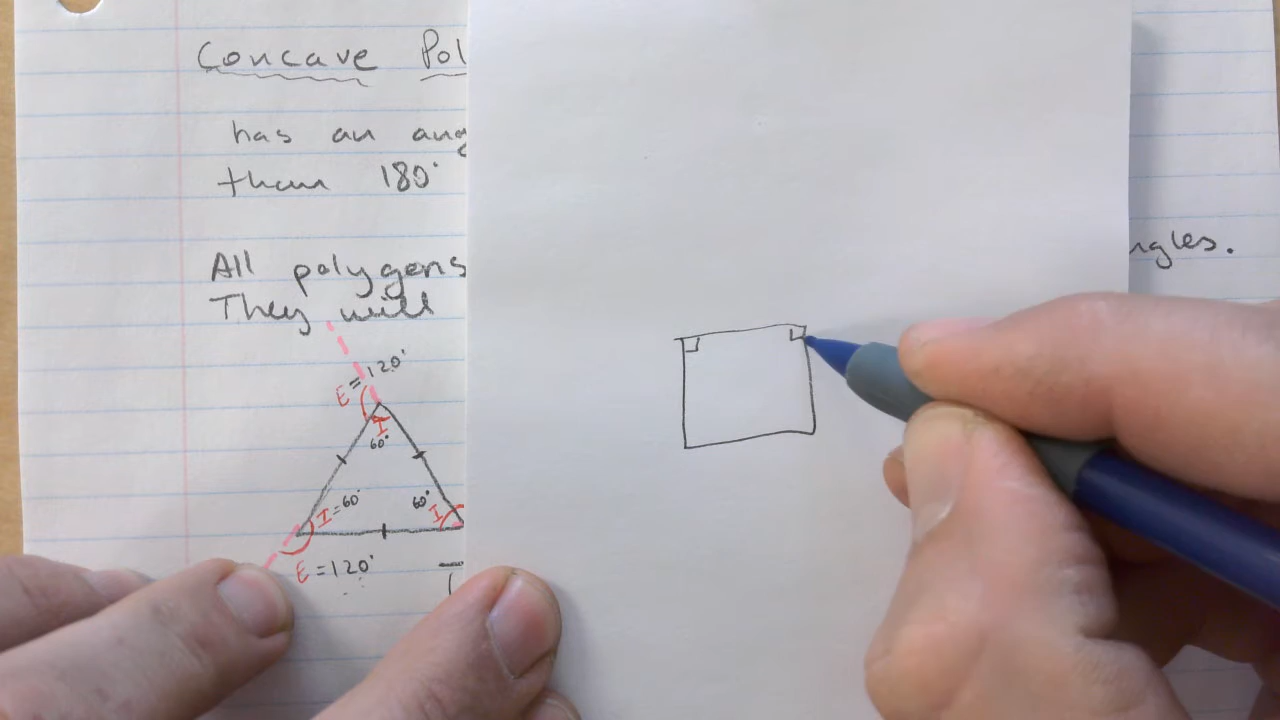 Concave Pol
has an ang
than 180°
All polygons
They will
ngles.
E = 120°
I
60°
I = 60°
60°
I
E = 120°